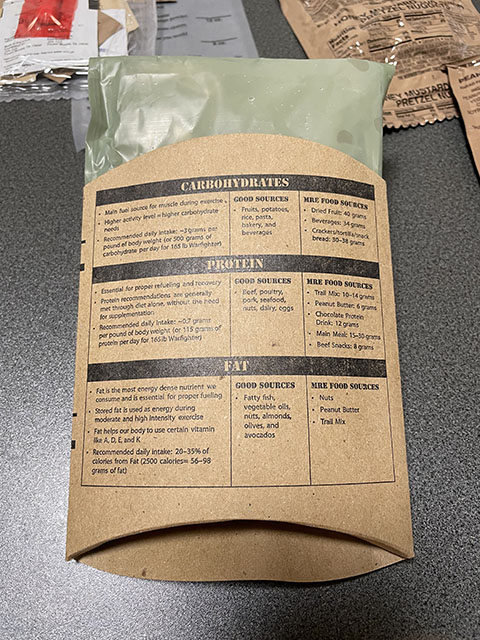 HONEY MUSTARD
PRETZEL
PEAN
CARBOHYDRATES
• Main fuel source for muscle during exercise
• Higher activity level = higher carbohydrate
needs
• Recommended daily intake: ~3 grams per
pound of body weight (or 500 grams of
carbohydrate per day for 165 lb Warfighter)
GOOD SOURCES
• Fruits, potatoes,
rice, pasta,
bakery, and
beverages
MRE FOOD SOURCES
• Dried Fruit: 40 grams
• Beverages: 34 grams
• Crackers/tortilla/snack
bread: 30-38 grams
PROTEIN
• Essential for proper refueling and recovery
• Protein recommendations are generally
met through diet alone, without the need
for supplementation
• Recommended daily intake: ~0.7 grams
per pound of body weight (or 115 grams of
protein per day for 165lb Warfighter)
GOOD SOURCES
• Beef, poultry,
pork, seafood,
nuts, dairy, eggs
MRE FOOD SOURCES
• Trail Mix: 10-14 grams
• Peanut Butter: 6 grams
• Chocolate Protein
Drink: 12 grams
• Main Meal: 15-30 grams
• Beef Snacks: 8 grams
FAT
• Fat is the most energy dense nutrient we
consume and is essential for proper fueling
• Stored fat is used as energy during
moderate and high intensity exercise
• Fat helps our body to use certain vitamin
like A, D, E, and K
• Recommended daily intake: 20-35% of
calories from Fat (2500 calories= 56-98
grams of fat)
GOOD SOURCES
• Fatty fish,
vegetable oils,
nuts, almonds,
olives, and
avocados
MRE FOOD SOURCES
• Nuts
• Peanut Butter
• Trail Mix